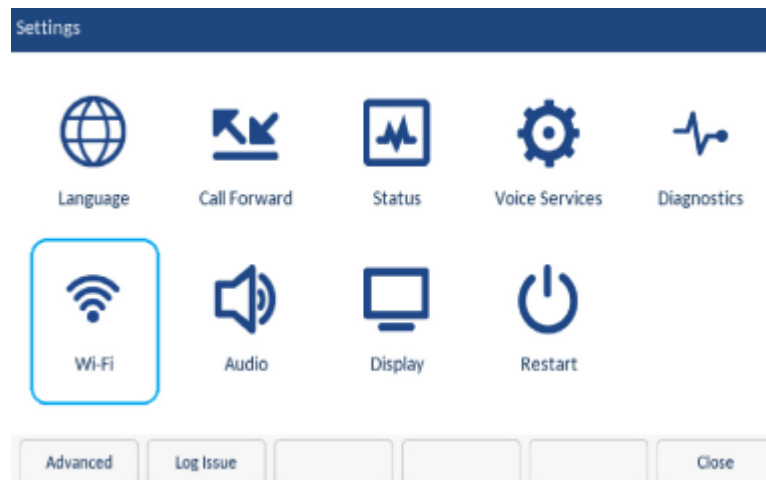 Settings
Language
Call Forward
Status
Voice Services
Diagnostics
Wi-Fi
Audio
Display
Restart
Advanced
Log Issue
Close